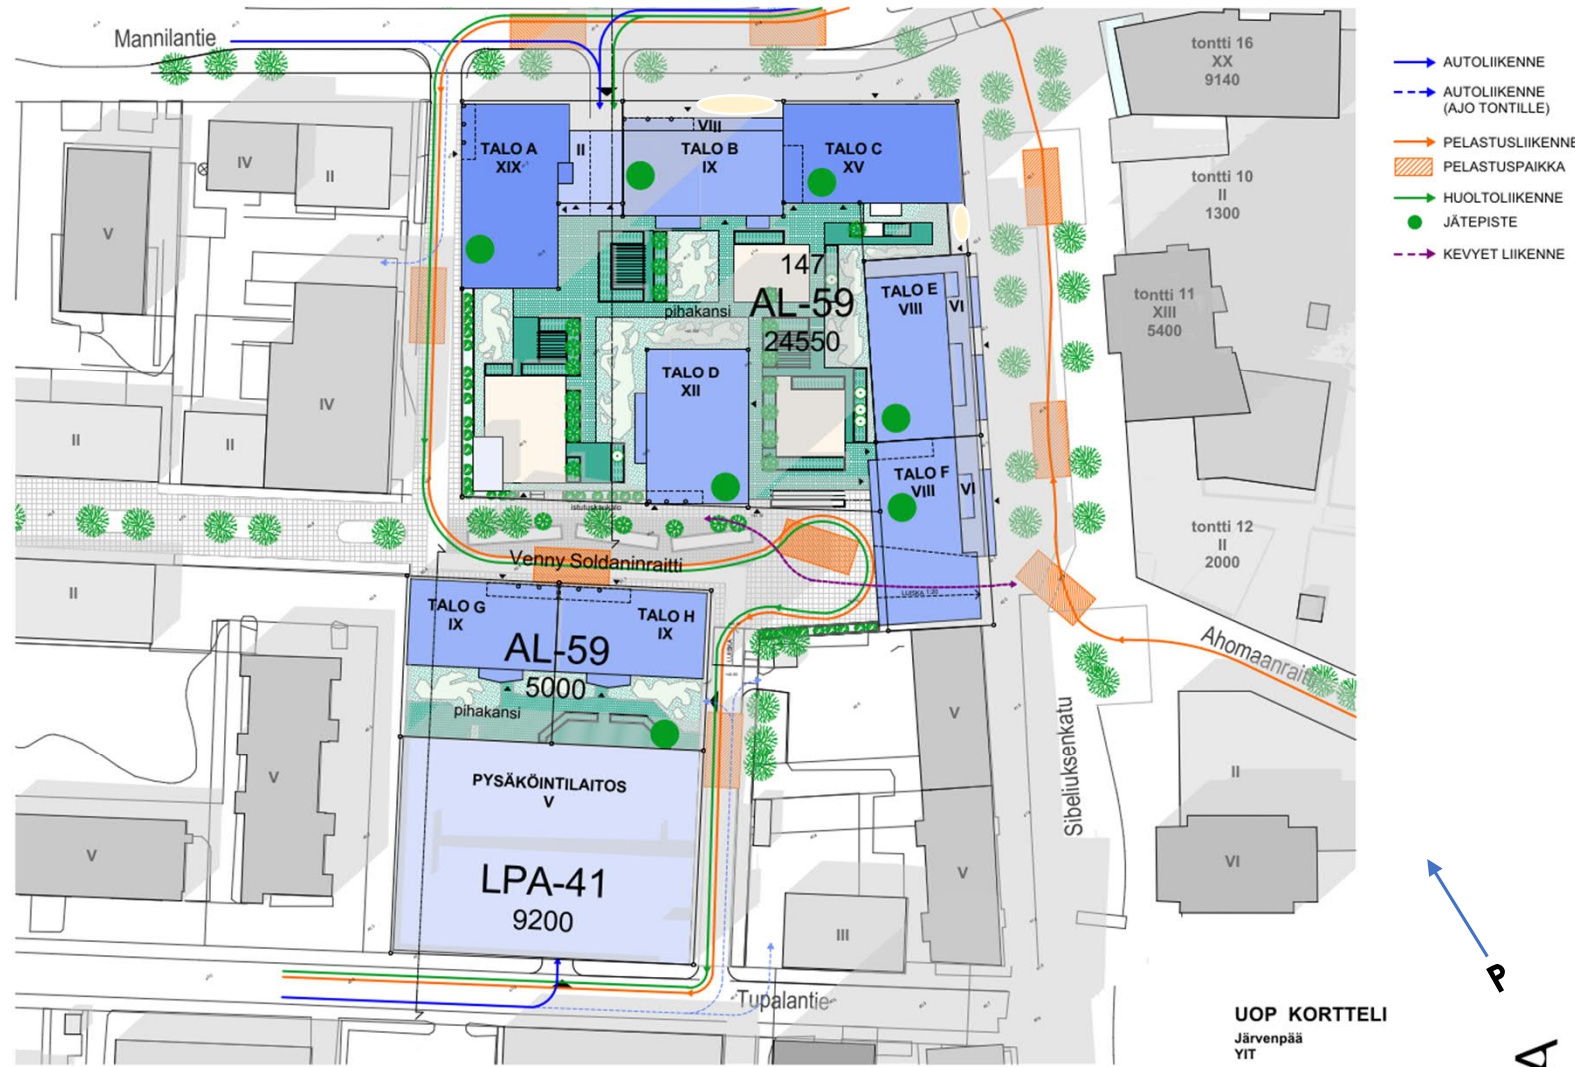 Mannilantie
tontti 16
XX
9140
AUTOLIIKENNE
AUTOLIIKENNE
(AJO TONTILLE)
PELASTUSLIIKENNE
PELASTUSPAIKKA
HUOLTOLIIKENNE
JÄTEPISTE
KEVYET LIIKENNE
IV
II
V
TALO A
XIX
II
VIII
TALO B
IX
TALO C
XV
tontti 10
II
1300
147
AL-59
24550
pihakansi
TALO E
VIII
VI
tontti 11
XIII
5400
TALO D
XII
IV
II
II
TALO F
VIII
VI
istutuskaukalo
Venny Soldaninraitti
tontti 12
II
2000
LUISKA 1:20
II
TALO G
IX
TALO H
IX
AL-59
5000
pihakansi
Ahomaanraitti
Sibeliuksenkatu
V
V
PYSÄKÖINTILAITOS
V
LPA-41
9200
II
V
VI
V
III
Tupalantie
P
UOP KORTTELI
Järvenpää
YIT
A